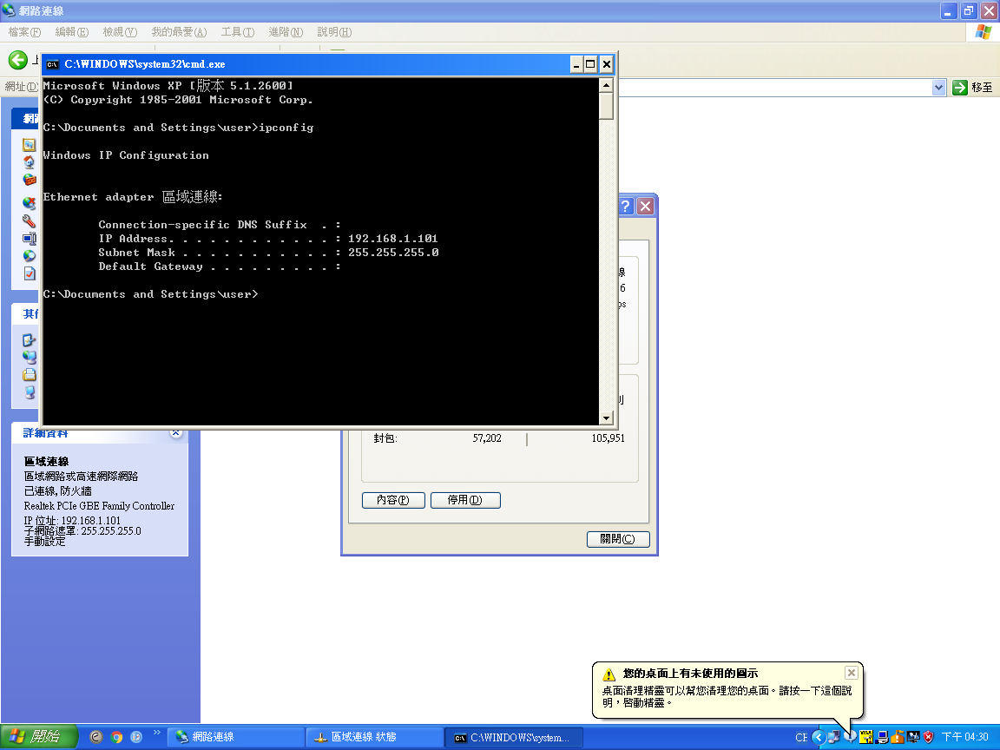 網路連線
檔案(F) 編輯(E) 檢視(V) 我的最愛(A) 工具(T) 進階(N) 說明(H)
網址(D)
移至
C:\WINDOWS\system32\cmd.exe
Microsoft Windows XP [版本 5.1.2600]
(C) Copyright 1985-2001 Microsoft Corp.
C:\Documents and Settings\user>ipconfig
Windows IP Configuration
Ethernet adapter 區域連線:
Connection-specific DNS Suffix . :
IP Address. . . . . . . . . . . . : 192.168.1.101
Subnet Mask . . . . . . . . . . . : 255.255.255.0
Default Gateway . . . . . . . . . :
C:\Documents and Settings\user>
封包: 57,202 | 105,951
內容(P) 停用(D)
關閉(C)
詳細資料
區域連線
區域網路或高速網際網路
已連線, 防火牆
Realtek PCIe GBE Family Controller
IP 位址: 192.168.1.101
子網路遮罩: 255.255.255.0
手動設定
您的桌面上有未使用的圖示
桌面清理精靈可以幫您清理您的桌面。請按一下這個說
明，啟動精靈。
開始
網路連線
區域連線 狀態
C:\WINDOWS\system...
CE
下午 04:30